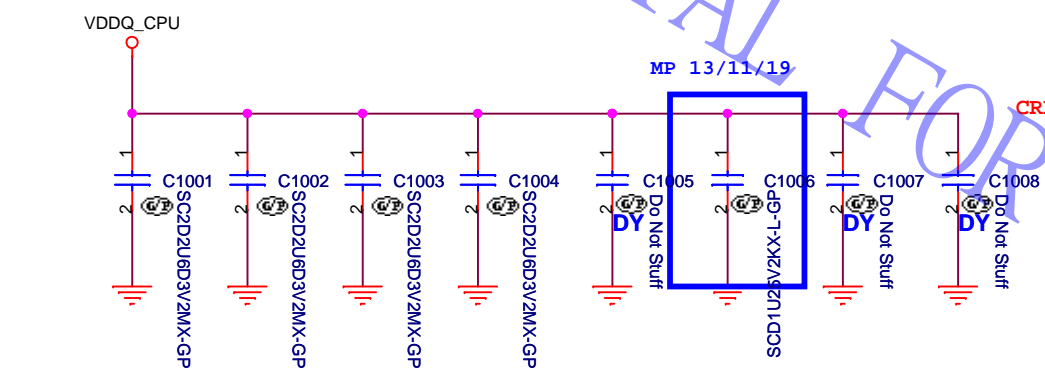 VDDQ_CPU
AL FOR
MP 13/11/19
1
2
C1001
G/P
SC2D2U6D3V2MX-GP
1
2
C1002
G/P
SC2D2U6D3V2MX-GP
1
2
C1003
G/P
SC2D2U6D3V2MX-GP
1
2
C1004
G/P
SC2D2U6D3V2MX-GP
1
2
C1005
G/P
DY
Do Not Stuff
1
2
C1006
G/P
SCD1U25V2KX-L-GP
1
2
C1007
G/P
DY
Do Not Stuff
1
2
C1008
G/P
DY
Do Not Stuff